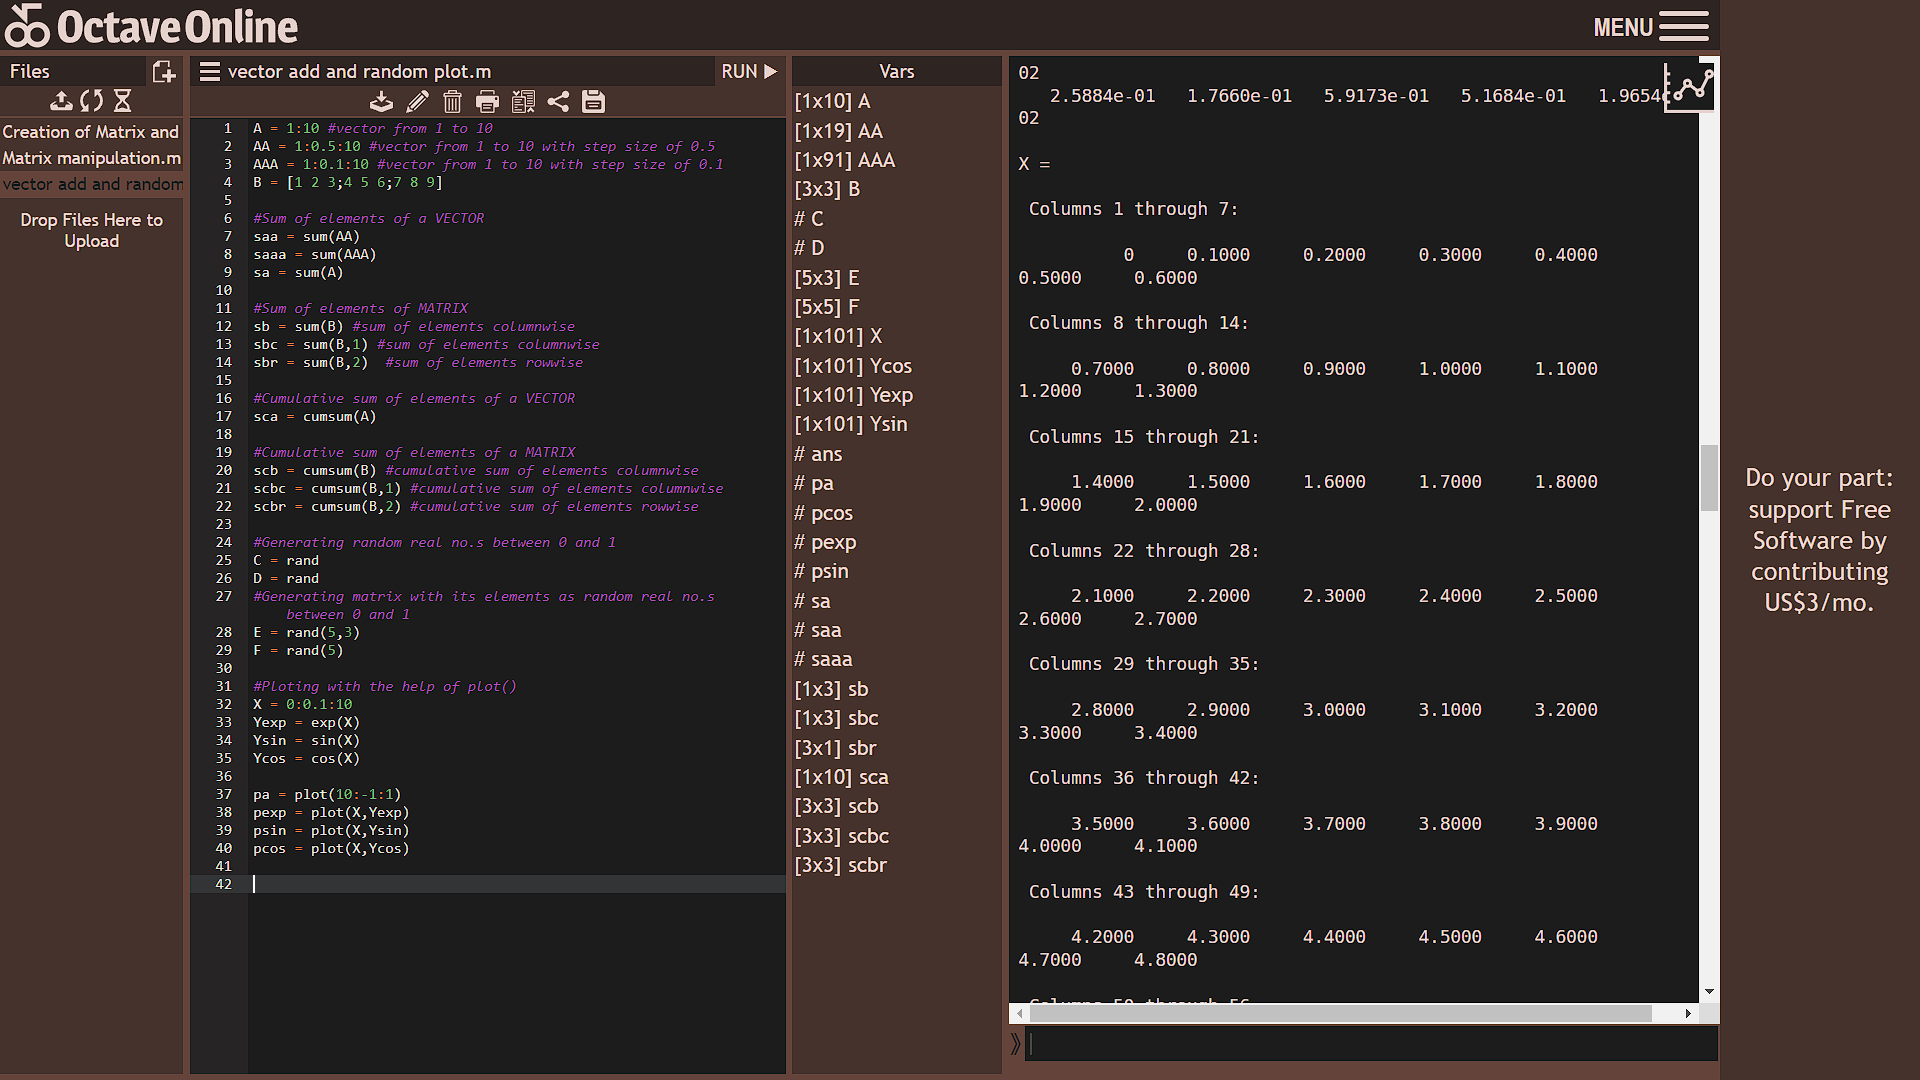 Octave Online
MENU
Files
Creation of Matrix and
Matrix manipulation.m
vector add and random
Drop Files Here to
Upload
vector add and random plot.m
RUN
1 A = 1:10 #vector from 1 to 10
2 AA = 1:0.5:10 #vector from 1 to 10 with step size of 0.5
3 AAA = 1:0.1:10 #vector from 1 to 10 with step size of 0.1
4 B = [1 2 3;4 5 6;7 8 9]
5
6 #Sum of elements of a VECTOR
7 saa = sum(AA)
8 saaa = sum(AAA)
9 sa = sum(A)
10
11 #Sum of elements of MATRIX
12 sb = sum(B) #sum of elements columnwise
13 sbc = sum(B,1) #sum of elements columnwise
14 sbr = sum(B,2)  #sum of elements rowwise
15
16 #Cumulative sum of elements of a VECTOR
17 sca = cumsum(A)
18
19 #Cumulative sum of elements of a MATRIX
20 scb = cumsum(B) #cumulative sum of elements columnwise
21 scbc = cumsum(B,1) #cumulative sum of elements columnwise
22 scbr = cumsum(B,2) #cumulative sum of elements rowwise
23
24 #Generating random real no.s between 0 and 1
25 C = rand
26 D = rand
27 #Generating matrix with its elements as random real no.s
between 0 and 1
28 E = rand(5,3)
29 F = rand(5)
30
31 #Ploting with the help of plot()
32 X = 0:0.1:10
33 Yexp = exp(X)
34 Ysin = sin(X)
35 Ycos = cos(X)
36
37 pa = plot(10:-1:1)
38 pexp = plot(X,Yexp)
39 psin = plot(X,Ysin)
40 pcos = plot(X,Ycos)
41
42
Vars
[1x10] A
[1x19] AA
[1x91] AAA
[3x3] B
# C
# D
[5x3] E
[5x5] F
[1x101] X
[1x101] Ycos
[1x101] Yexp
[1x101] Ysin
# ans
# pa
# pcos
# pexp
# psin
# sa
# saa
# saaa
[1x3] sb
[1x3] sbc
[3x1] sbr
[1x10] sca
[3x3] scb
[3x3] scbc
[3x3] scbr
02
2.5884e-01 1.7660e-01 5.9173e-01 5.1684e-01 1.9654
02
X =
Columns 1 through 7:
0 0.1000 0.2000 0.3000 0.4000
0.5000 0.6000
Columns 8 through 14:
0.7000 0.8000 0.9000 1.0000 1.1000
1.2000 1.3000
Columns 15 through 21:
1.4000 1.5000 1.6000 1.7000 1.8000
1.9000 2.0000
Columns 22 through 28:
2.1000 2.2000 2.3000 2.4000 2.5000
2.6000 2.7000
Columns 29 through 35:
2.8000 2.9000 3.0000 3.1000 3.2000
3.3000 3.4000
Columns 36 through 42:
3.5000 3.6000 3.7000 3.8000 3.9000
4.0000 4.1000
Columns 43 through 49:
4.2000 4.3000 4.4000 4.5000 4.6000
4.7000 4.8000
Do your part:
support Free
Software by
contributing
US$3/mo.